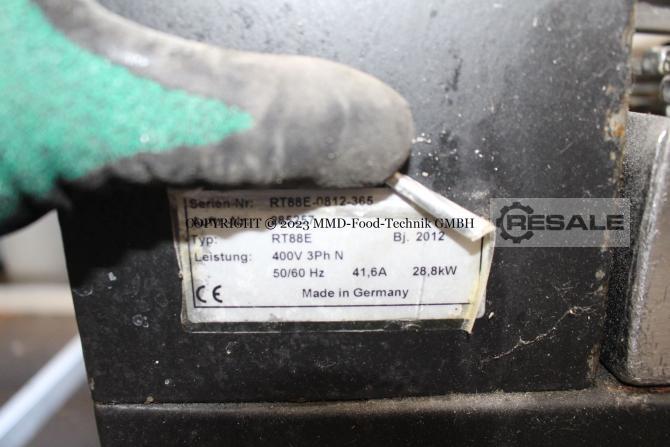 Serien-Nr: RT88E-0812-365
COPYRIGHT @ 2023 MMD-Food-Technik GMBH
RESALE
Typ: RT88E Bj. 2012
Leistung: 400V 3Ph N
50/60 Hz 41,6A 28,8kW
CE Made in Germany